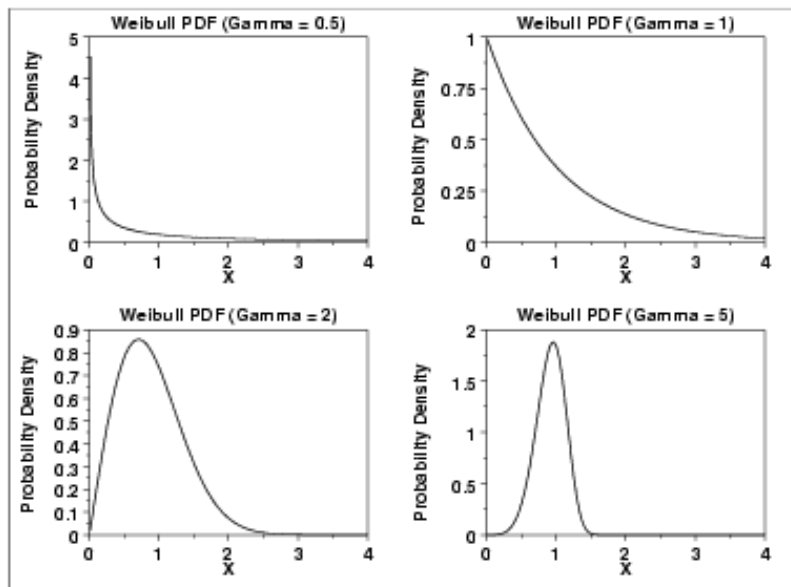 Weibull PDF (Gamma = 0.5)
Probability Density
5
4
3
2
1
0
0 1 2 3 4
X
Weibull PDF (Gamma = 1)
Probability Density
1
0.75
0.5
0.25
0
0 1 2 3 4
X
Weibull PDF (Gamma = 2)
Probability Density
0.9
0.8
0.7
0.6
0.5
0.4
0.3
0.2
0.1
0
0 1 2 3 4
X
Weibull PDF (Gamma = 5)
Probability Density
2
1.5
1
0.5
0
0 1 2 3 4
X